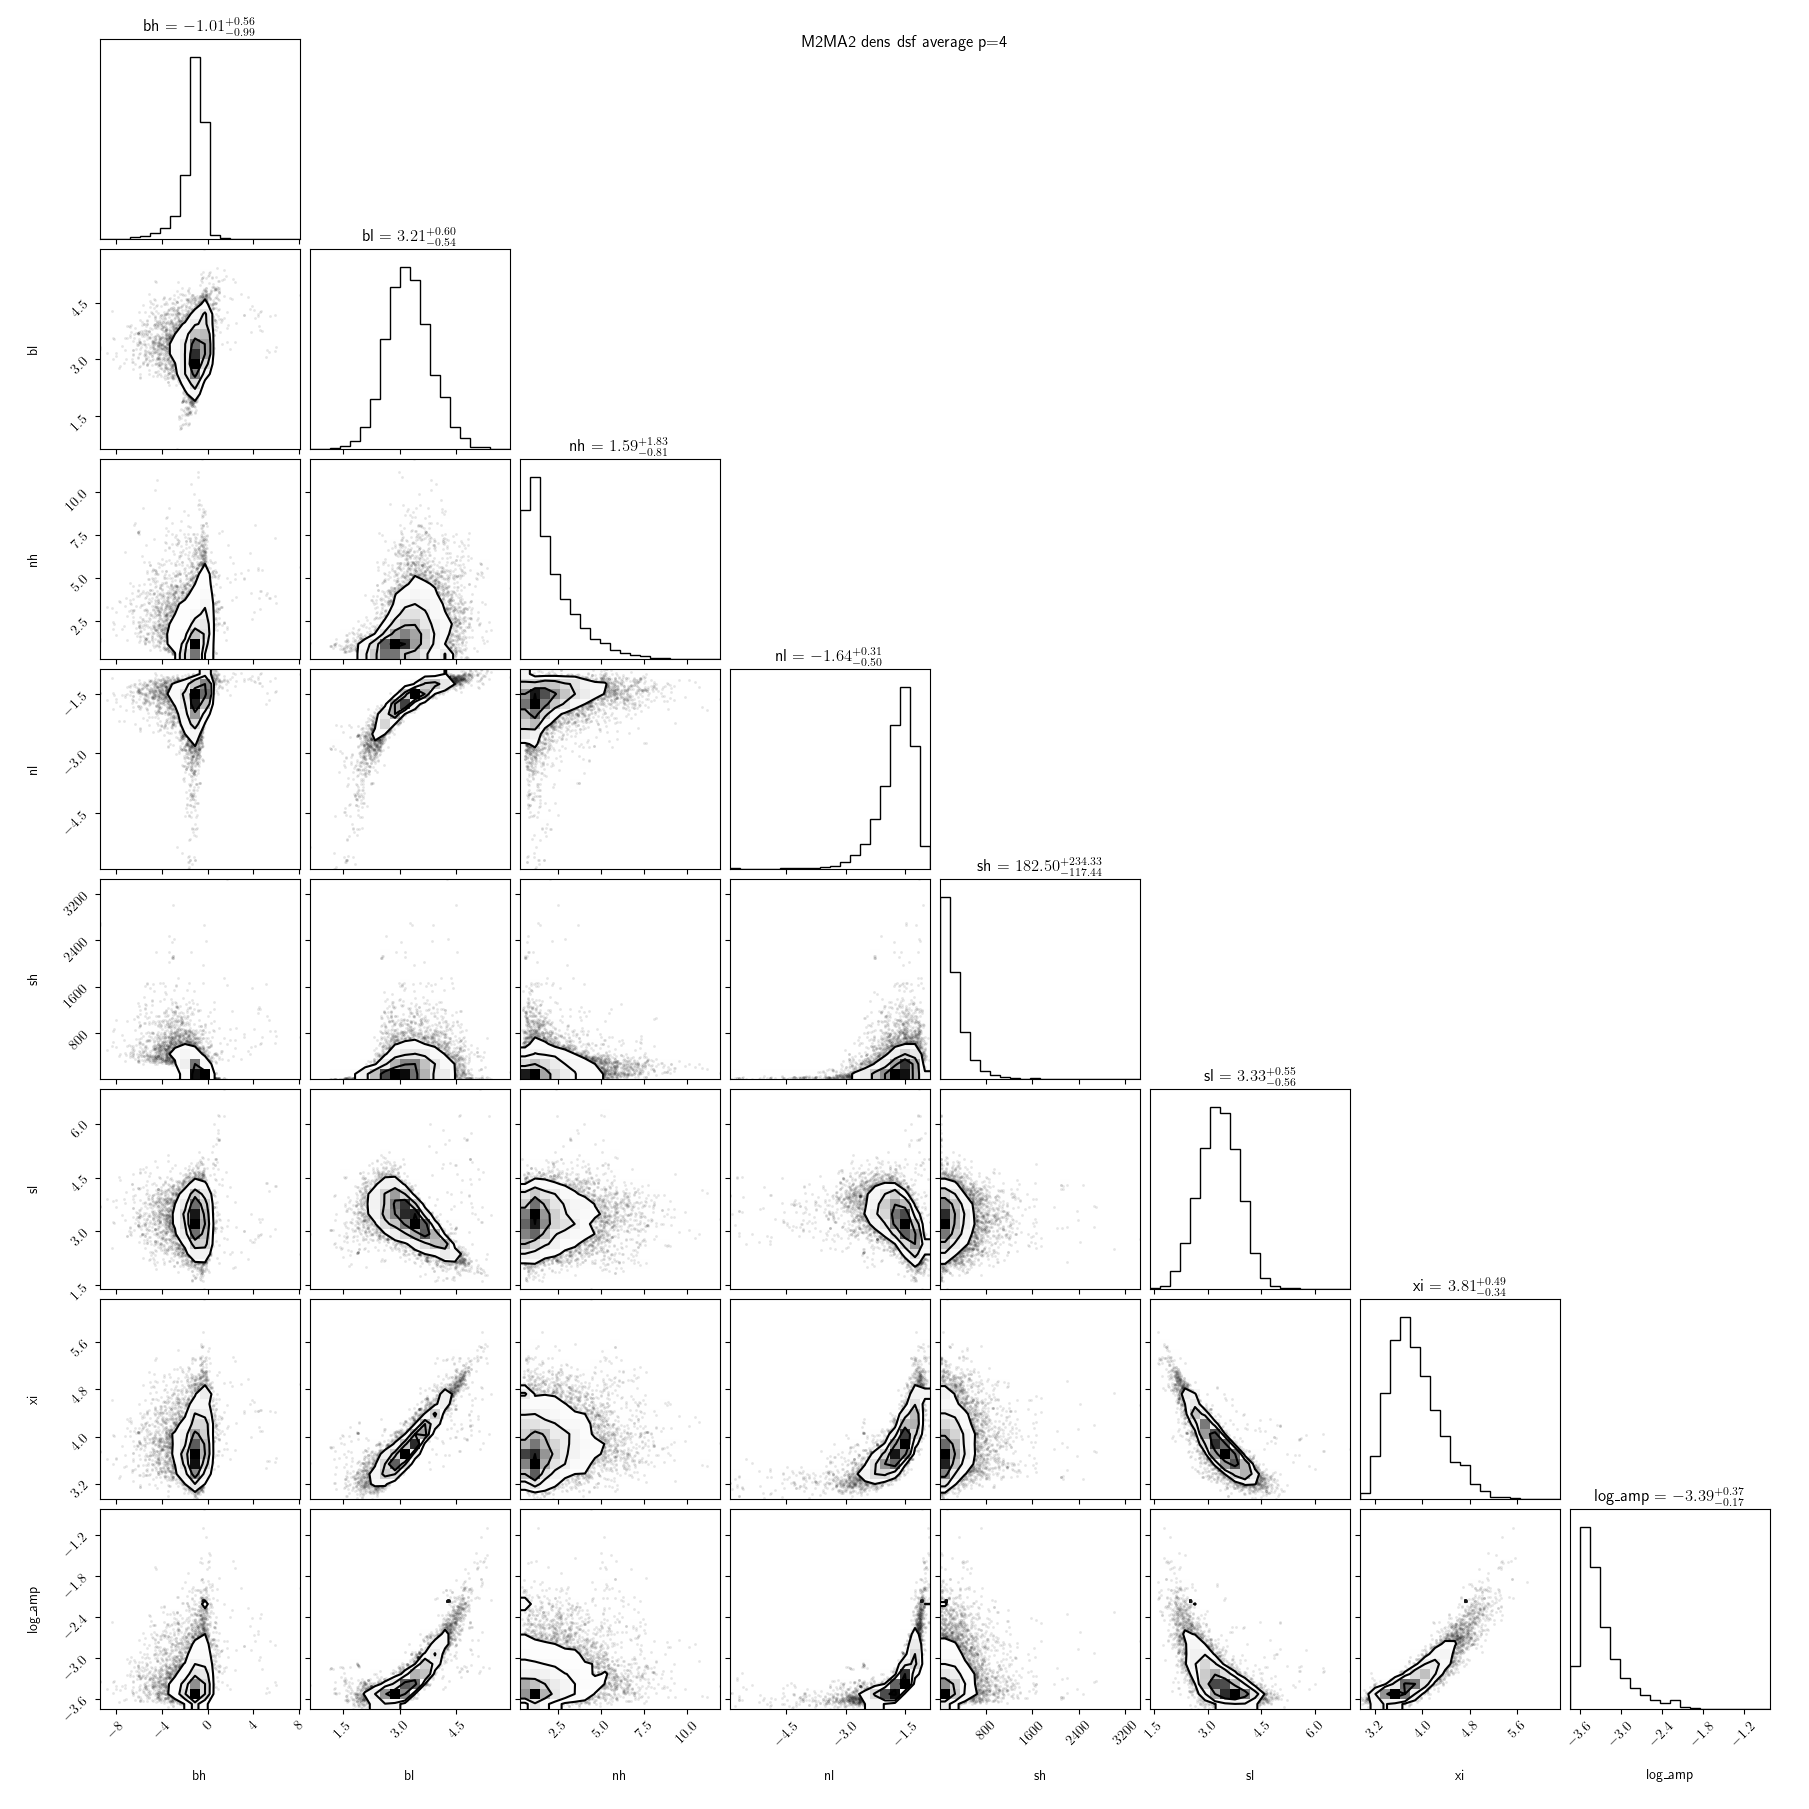 M2MA2 dens dsf average p=4
bh = −1.01+0.56 −0.99
bl = 3.21+0.60 −0.54
4.5
3.0
1.5
bl
nh = 1.59+1.83 −0.81
10.0
7.5
5.0
2.5
nh
nl = −1.64+0.31 −0.50
−1.5
−3.0
−4.5
nl
sh = 182.50+234.33 −117.44
3200
2400
1600
800
sh
sl = 3.33+0.55 −0.56
6.0
4.5
3.0
1.5
sl
xi = 3.81+0.49 −0.34
5.6
4.8
4.0
3.2
xi
log_amp = −3.39+0.37 −0.17
−1.2
−1.8
−2.4
−3.0
−3.6
log_amp
−8 −4 0 4 8 1.5 3.0 4.5 2.5 5.0 7.5 10.0 −4.5 −3.0 −1.5 800 1600 2400 3200 1.5 3.0 4.5 6.0 3.2 4.0 4.8 5.6 −3.6 −3.0 −2.4 −1.8 −1.2
bh bl nh nl sh sl xi log_amp